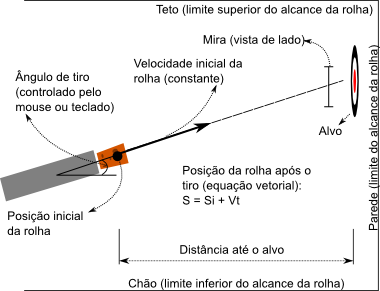 Teto (limite superior do alcance da rolha)
Mira (vista de lado)
Velocidade inicial da
rolha (constante)
Ângulo de tiro
(controlado pelo
mouse ou teclado)
Alvo
Parede (limite do alcance da rolha)
Posição da rolha após o
tiro (equação vetorial):
S = Si + Vt
Posição inicial
da rolha
Distância até o alvo
Chão (limite inferior do alcance da rolha)